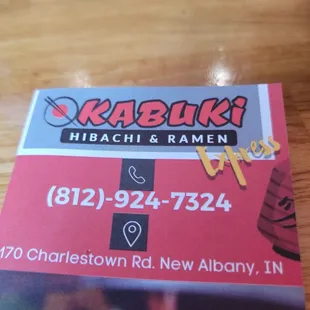 KABUKi
HIBACHI & RAMEN
Express
(812)-924-7324
170 Charlestown Rd. New Albany, IN